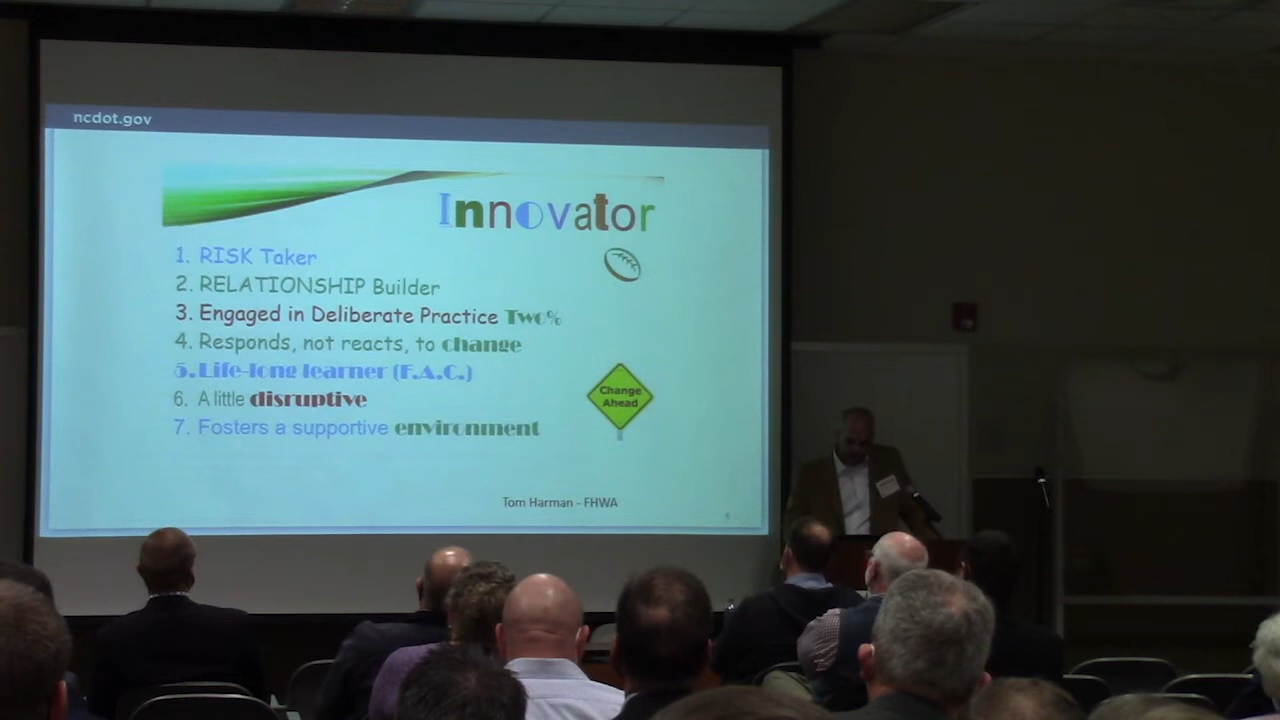 ncdot.gov
Innovator
1. RISK Taker
2. RELATIONSHIP Builder
3. Engaged in Deliberate Practice Two%
4. Responds, not reacts, to change
5. Life-long learner (F.A.C.)
6. A little disruptive
7. Fosters a supportive environment
Change
Ahead
Tom Harman - FHWA